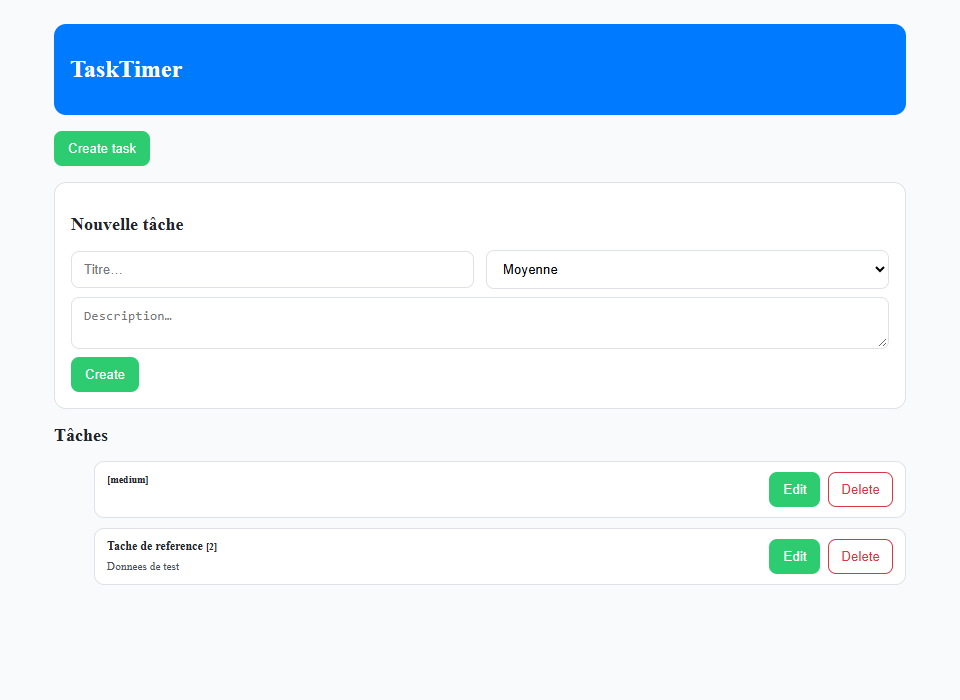 TaskTimer
Create task
Nouvelle tâche
Titre…
Moyenne
Description…
Create
Tâches
[medium]
Edit
Delete
Tache de reference [2]
Donnees de test
Edit
Delete